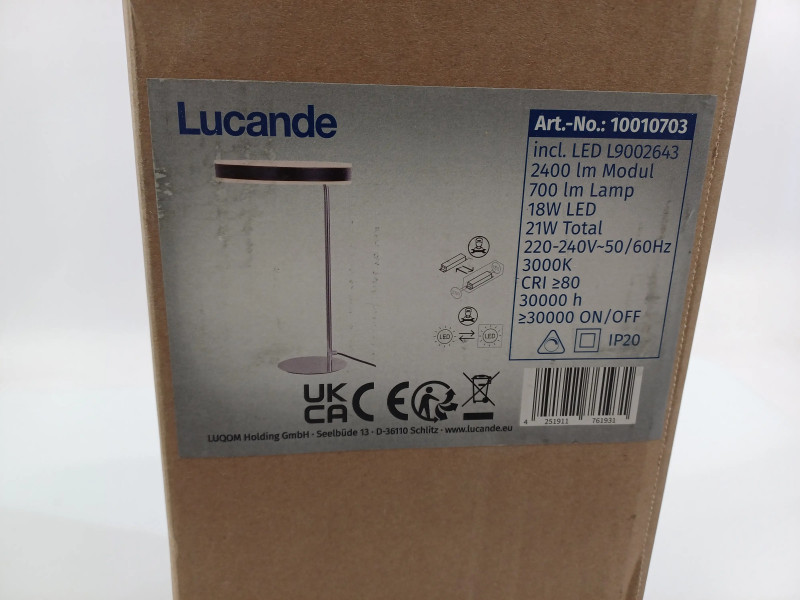 Lucande
Art.-No.: 10010703
incl. LED L9002643
2400 lm Modul
700 lm Lamp
18W LED
21W Total
220-240V~50/60Hz
3000K
CRI ≥80
30000 h
≥30000 ON/OFF
IP20
LED
LED
UK
CA
CE
LUQOM Holding GmbH · Seelbüde 13 · D-36110 Schlitz · www.lucande.eu
4 251911 761931